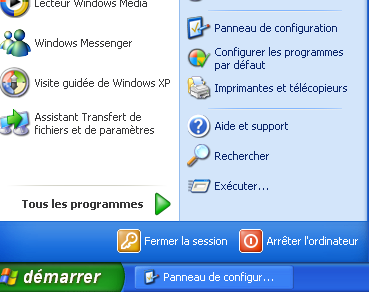 Lecteur Windows Media
Windows Messenger
Visite guidée de Windows XP
Assistant Transfert de
fichiers et de paramètres
Tous les programmes
Panneau de configuration
Configurer les programmes
par défaut
Imprimantes et télécopieurs
Aide et support
Rechercher
Exécuter...
Fermer la session
Arrêter l'ordinateur
démarrer
Panneau de configur...